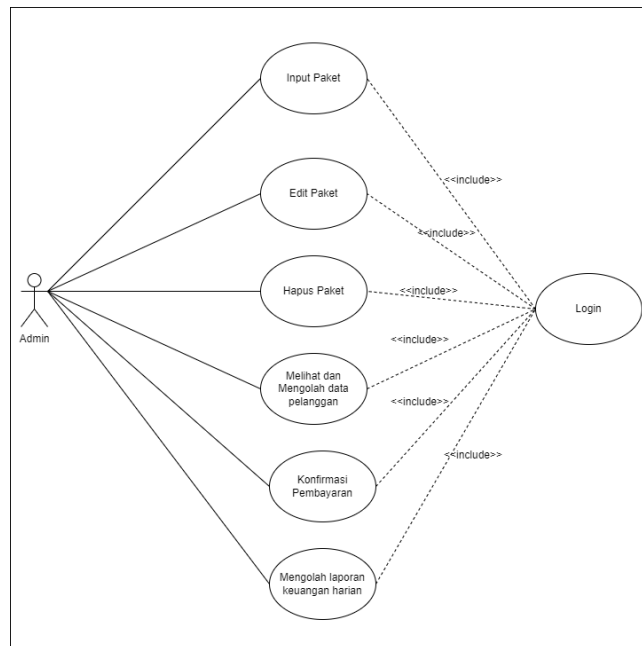 Input Paket
<<include>>
Edit Paket
<<include>>
Hapus Paket
<<include>>
Login
Admin
<<include>>
Melihat dan
Mengolah data
pelanggan
<<include>>
<<include>>
Konfirmasi
Pembayaran
Mengolah laporan
keuangan harian